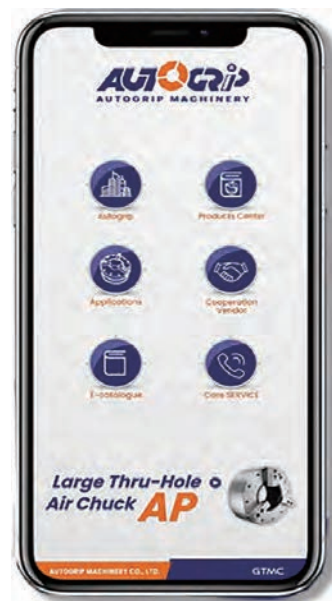 AUTOGRIP
AUTOGRIP MACHINERY
Autogrip
Products Center
Applications
Cooperation
Vendor
E-catalogue
Care SERVICE
Large Thru-Hole
Air Chuck AP
AUTOGRIP MACHINERY CO., LTD.
GTMC